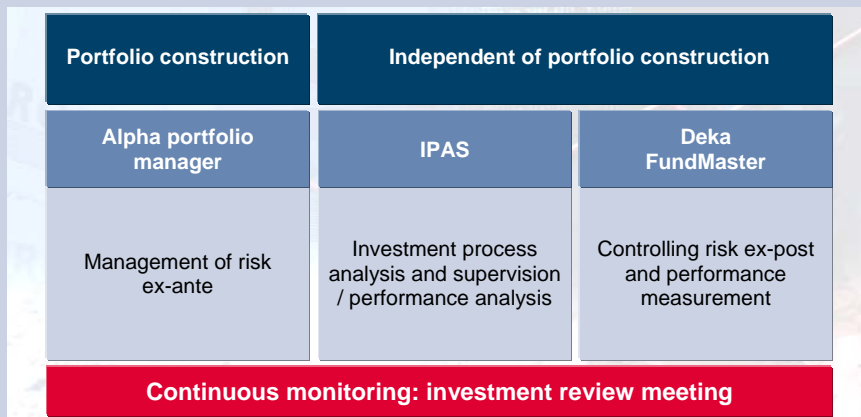 Portfolio construction
Independent of portfolio construction
Alpha portfolio
manager
IPAS
Deka
FundMaster
Management of risk
ex-ante
Investment process
analysis and supervision
/ performance analysis
Controlling risk ex-post
and performance
measurement
Continuous monitoring: investment review meeting